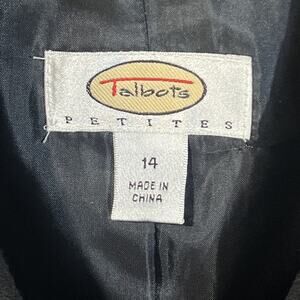 Talbots
PETITES
14
MADE IN
CHINA